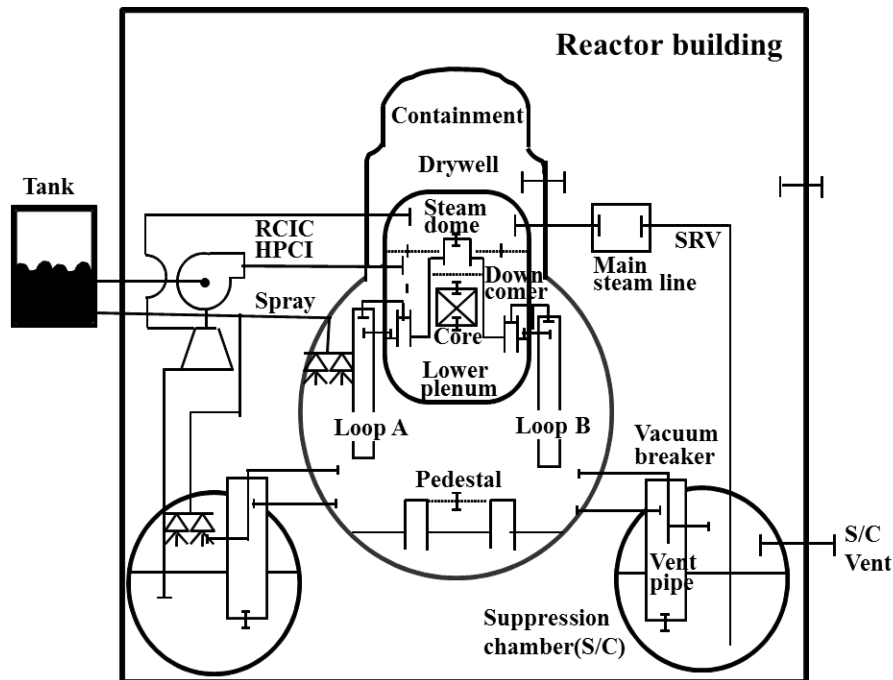 Reactor building
Containment
Drywell
Tank
Steam
dome
RCIC
HPCI
SRV
Main
steam line
Down
comer
Spray
Core
Lower
plenum
Loop A
Loop B
Vacuum
breaker
Pedestal
S/C
Vent
Vent
pipe
Suppression
chamber(S/C)